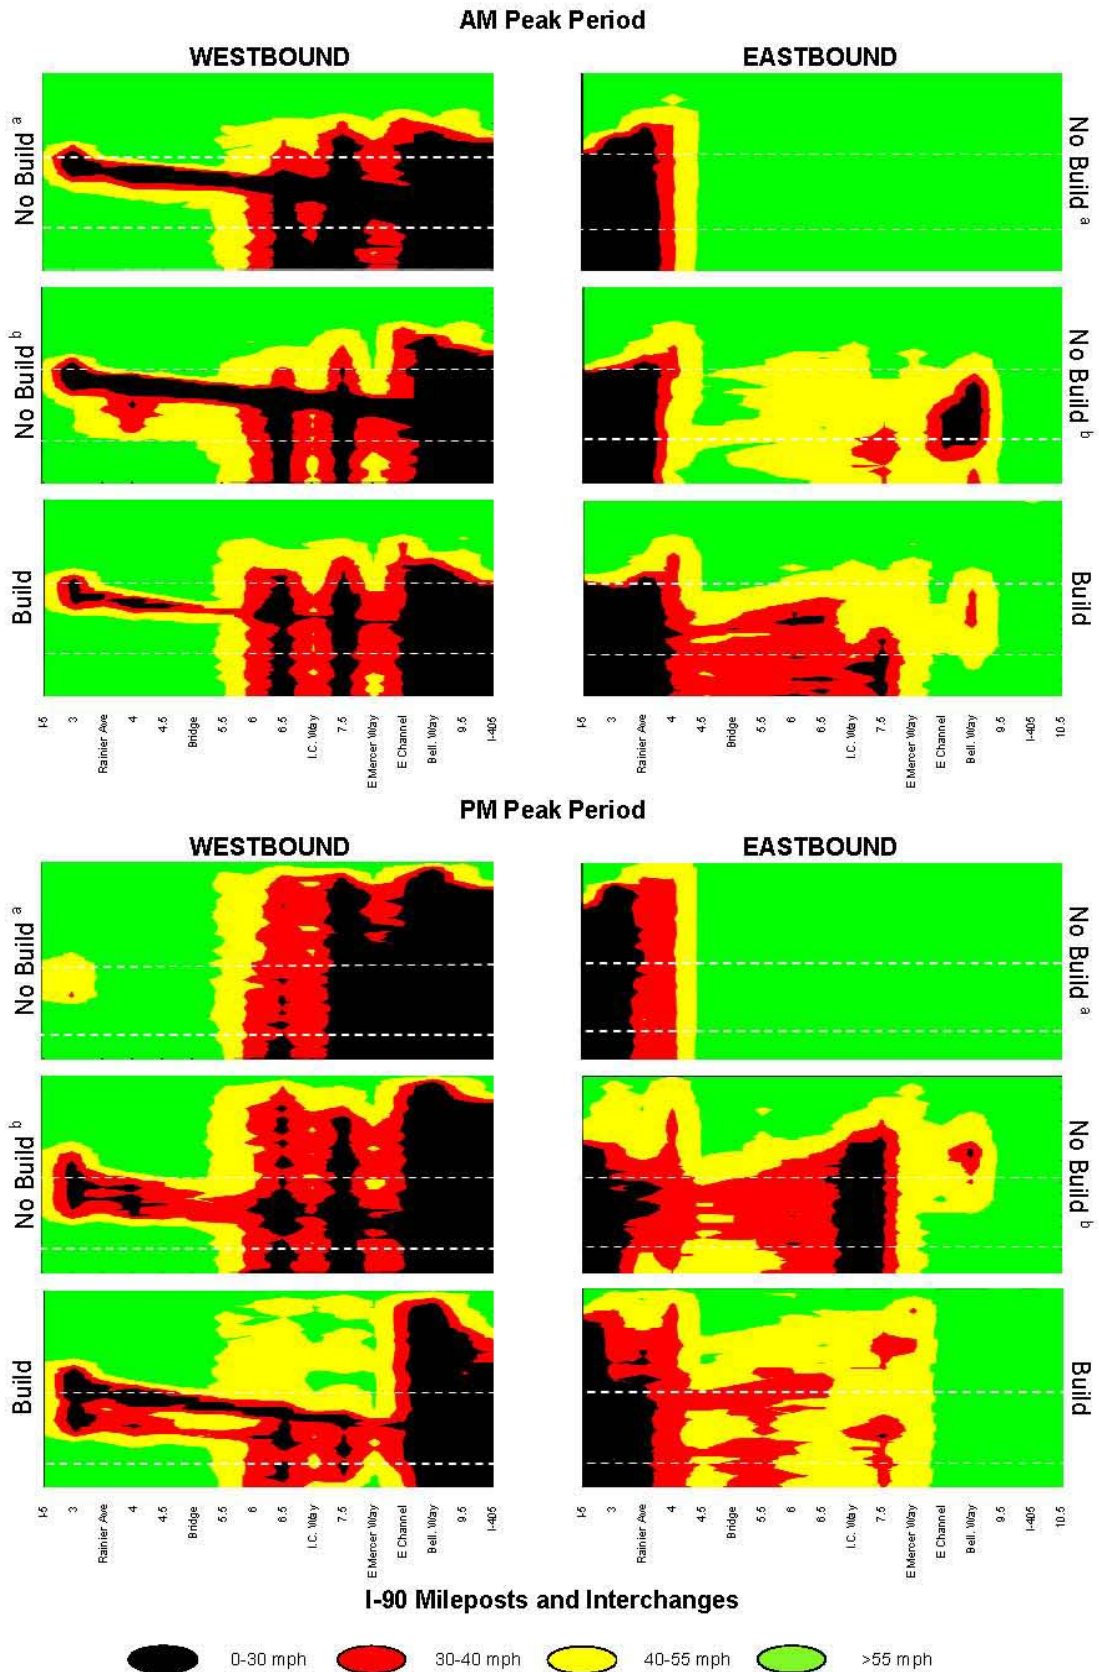 AM Peak Period
WESTBOUND
EASTBOUND
No Build a
No Build a
No Build b
No Build b
Build
Build
I-5 3 Rainier Ave 4 4.5 Bridge 5.5 6 6.5 I.C. Way 7.5 E Mercer Way E Channel Bell. Way 9.5 I-405
I-5 3 Rainier Ave 4 4.5 Bridge 5.5 6 6.5 I.C. Way 7.5 E Mercer Way E Channel Bell. Way 9.5 I-405 10.5
PM Peak Period
WESTBOUND
EASTBOUND
No Build a
No Build a
No Build b
No Build b
Build
Build
I-5 3 Rainier Ave 4 4.5 Bridge 5.5 6 6.5 I.C. Way 7.5 E Mercer Way E Channel Bell. Way 9.5 I-405
I-5 3 Rainier Ave 4 4.5 Bridge 5.5 6 6.5 I.C. Way 7.5 E Mercer Way E Channel Bell. Way 9.5 I-405 10.5
I-90 Mileposts and Interchanges
0-30 mph 30-40 mph 40-55 mph >55 mph